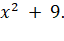 x² + 9.